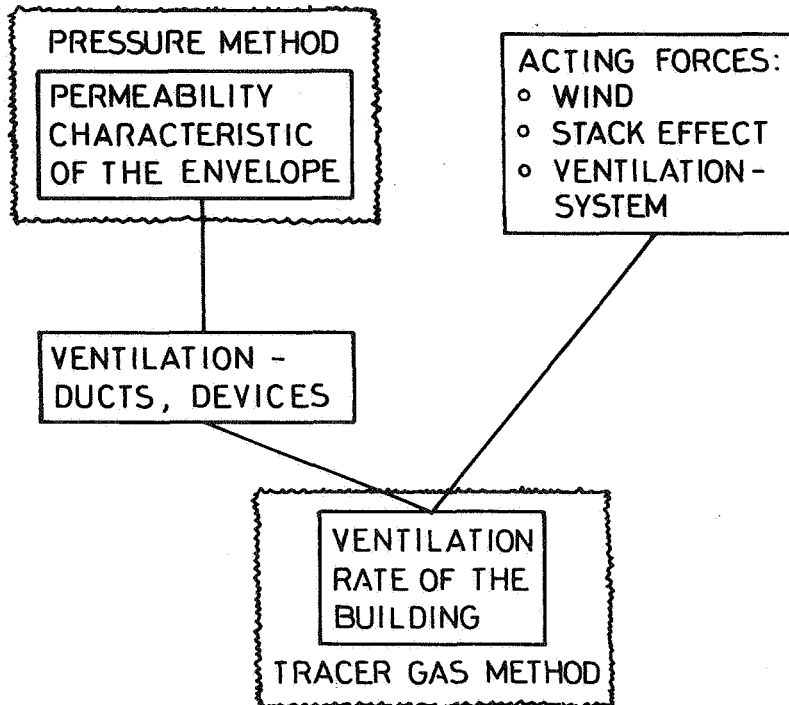 PRESSURE METHOD
PERMEABILITY
CHARACTERISTIC
OF THE ENVELOPE
ACTING FORCES:
○ WIND
○ STACK EFFECT
○ VENTILATION-
SYSTEM
VENTILATION -
DUCTS, DEVICES
VENTILATION
RATE OF THE
BUILDING
TRACER GAS METHOD